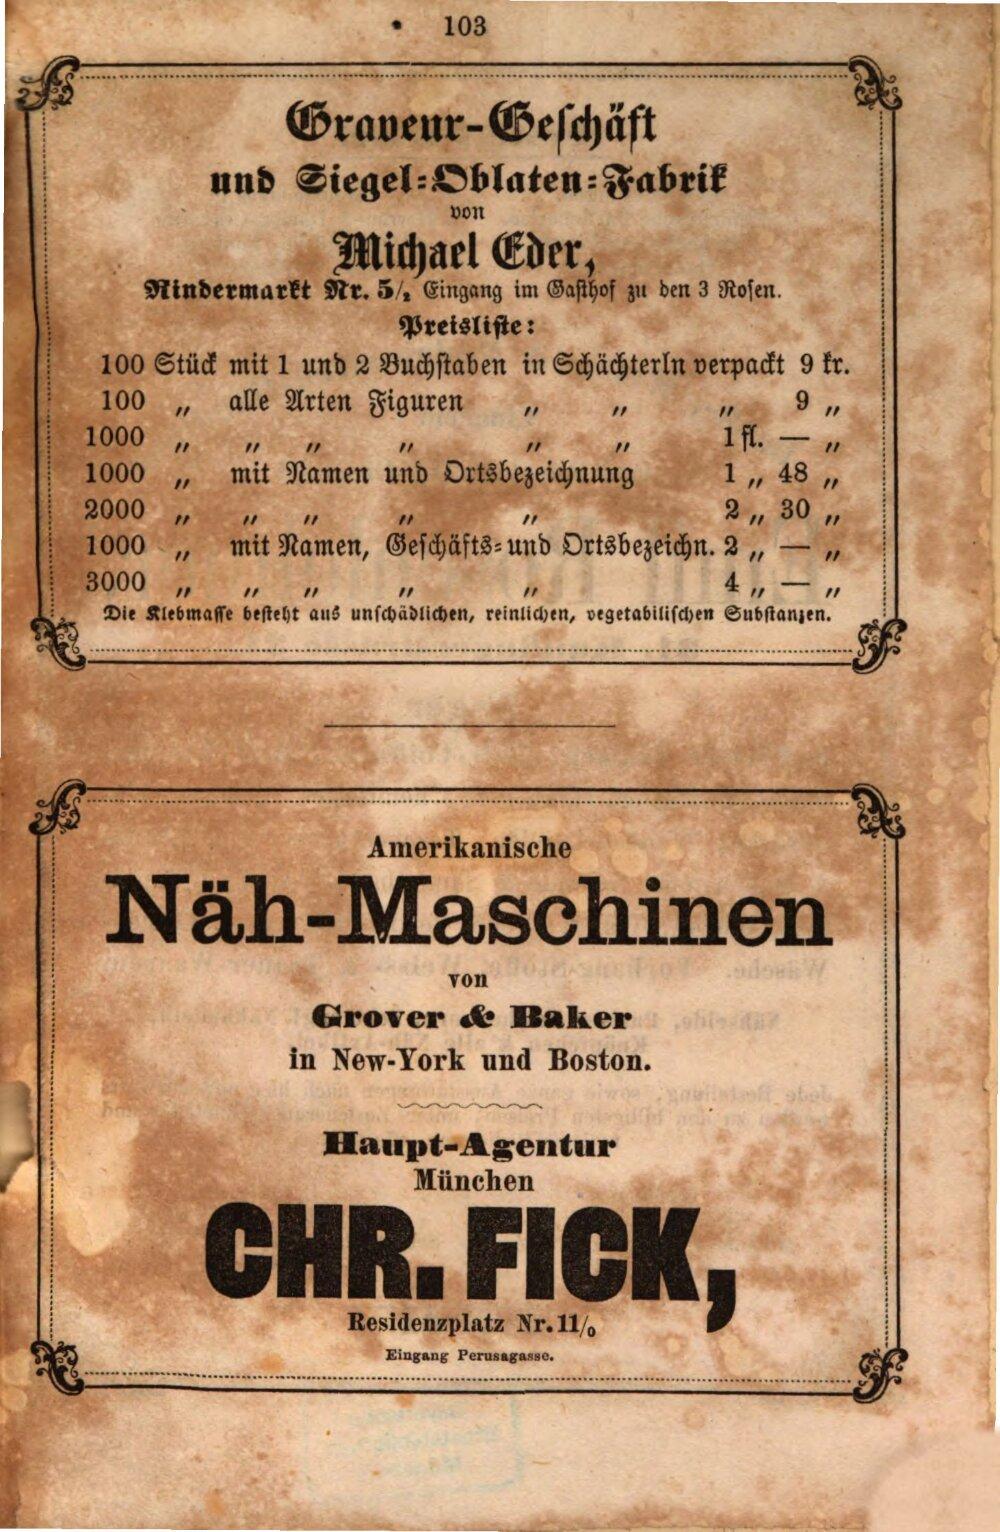 103
Graveur-Geschäft
und Siegel-Oblaten-Fabrik
von
Michael Eder,
Rindermarkt Nr. 5/2 Eingang im Gasthof zu den 3 Rosen.
Preisliste:
100 Stück mit 1 und 2 Buchstaben in Schächterln verpackt 9 kr.
100 „ alle Arten Figuren „ „ „ 9 „
1000 „ „ „ „ „ „ 1 fl. — „
1000 „ mit Namen und Ortsbezeichnung 1 „ 48 „
2000 „ „ „ „ „ 2 „ 30 „
1000 „ mit Namen, Geschäfts- und Ortsbezeichn. 2 „ — „
3000 „ „ „ „ „ 4 „ — „
Die Klebmasse besteht aus unschädlichen, reinlichen, vegetabilischen Substanzen.
Amerikanische
Näh-Maschinen
von
Grover & Baker
in New-York und Boston.
Haupt-Agentur
München
CHR. FICK,
Residenzplatz Nr. 11/0
Eingang Perusagasse.